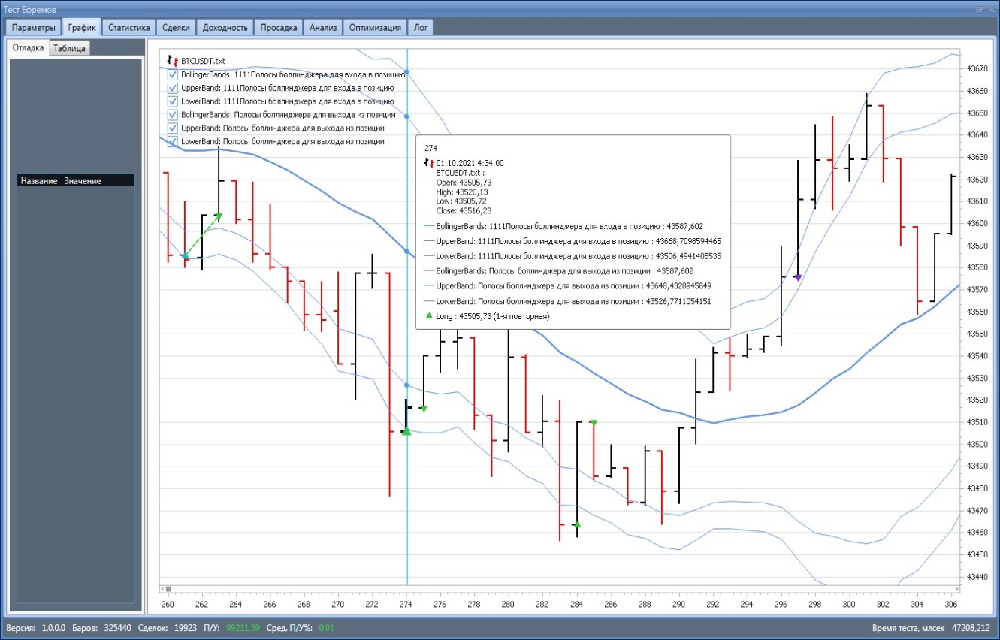 Тест Ефремов
Параметры График Статистика Сделки Доходность Просадка Анализ Оптимизация Лог
Отладка Таблица
Название Значение
BTCUSDT.txt
BollingerBands: 1111Полосы боллинджера для входа в позицию
UpperBand: 1111Полосы боллинджера для входа в позицию
LowerBand: 1111Полосы боллинджера для входа в позицию
BollingerBands: Полосы боллинджера для выхода из позиции
UpperBand: Полосы боллинджера для выхода из позиции
LowerBand: Полосы боллинджера для выхода из позиции
274
01.10.2021 4:34:00
BTCUSDT.txt :
Open: 43505,73
High: 43520,13
Low: 43505,72
Close: 43516,28
BollingerBands: 1111Полосы боллинджера для входа в позицию : 43587,602
UpperBand: 1111Полосы боллинджера для входа в позицию : 43668,7098594465
LowerBand: 1111Полосы боллинджера для входа в позицию : 43506,4941405535
BollingerBands: Полосы боллинджера для выхода из позиции : 43587,602
UpperBand: Полосы боллинджера для выхода из позиции : 43648,4328945849
LowerBand: Полосы боллинджера для выхода из позиции : 43526,7711054151
Long : 43505,73 (1-я повторная)
43670
43660
43650
43640
43630
43620
43610
43600
43590
43580
43570
43560
43550
43540
43530
43520
43510
43500
43490
43480
43470
43460
43450
43440
260 262 264 266 268 270 272 274 276 278 280 282 284 286 288 290 292 294 296 298 300 302 304 306
Версия: 1.0.0.0 Баров: 325440 Сделок: 19923 П/У: 99211,59 Сред. П/У%: 0,01 Время теста, млсек 47208,212